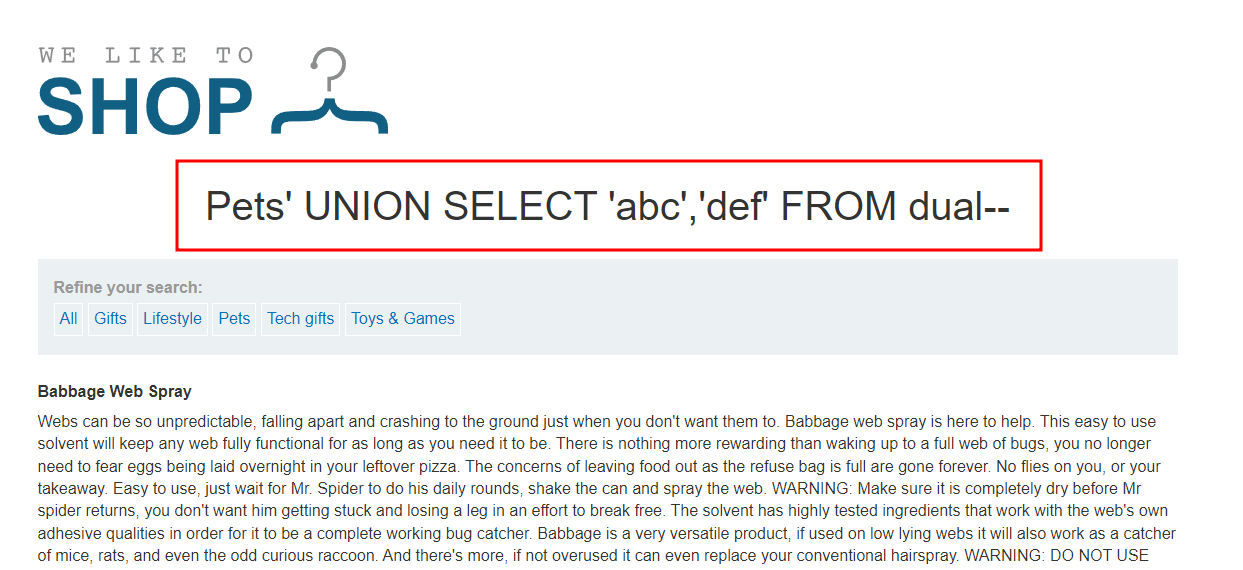 WE LIKE TO
SHOP
Pets' UNION SELECT 'abc','def' FROM dual--
Refine your search:
All Gifts Lifestyle Pets Tech gifts Toys & Games
Babbage Web Spray
Webs can be so unpredictable, falling apart and crashing to the ground just when you don't want them to. Babbage web spray is here to help. This easy to use
solvent will keep any web fully functional for as long as you need it to be. There is nothing more rewarding than waking up to a full web of bugs, you no longer
need to fear eggs being laid overnight in your leftover pizza. The concerns of leaving food out as the refuse bag is full are gone forever. No flies on you, or your
takeaway. Easy to use, just wait for Mr. Spider to do his daily rounds, shake the can and spray the web. WARNING: Make sure it is completely dry before Mr
spider returns, you don't want him getting stuck and losing a leg in an effort to break free. The solvent has highly tested ingredients that work with the web's own
adhesive qualities in order for it to be a complete working bug catcher. Babbage is a very versatile product, if used on low lying webs it will also work as a catcher
of mice, rats, and even the odd curious raccoon. And there's more, if not overused it can even replace your conventional hairspray. WARNING: DO NOT USE